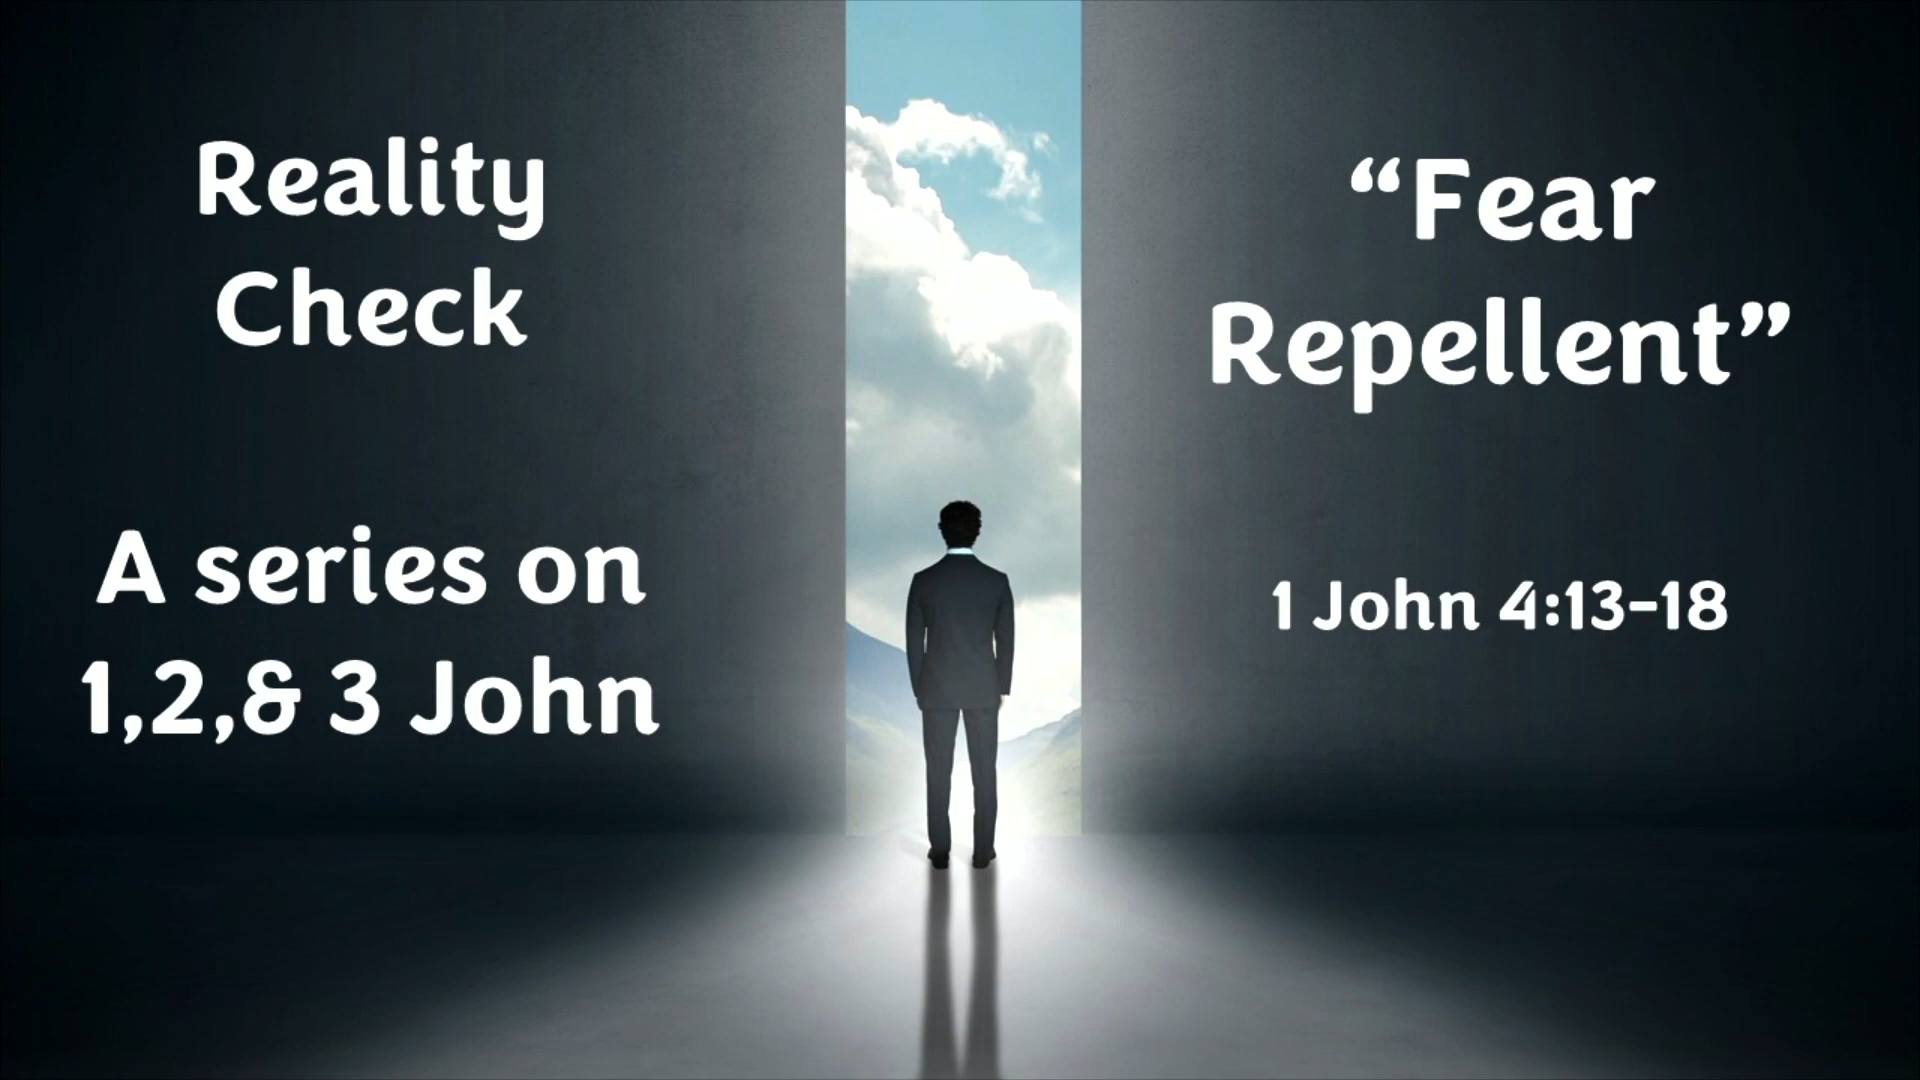 Reality
Check
A series on
1,2,& 3 John
“Fear
Repellent”
1 John 4:13-18